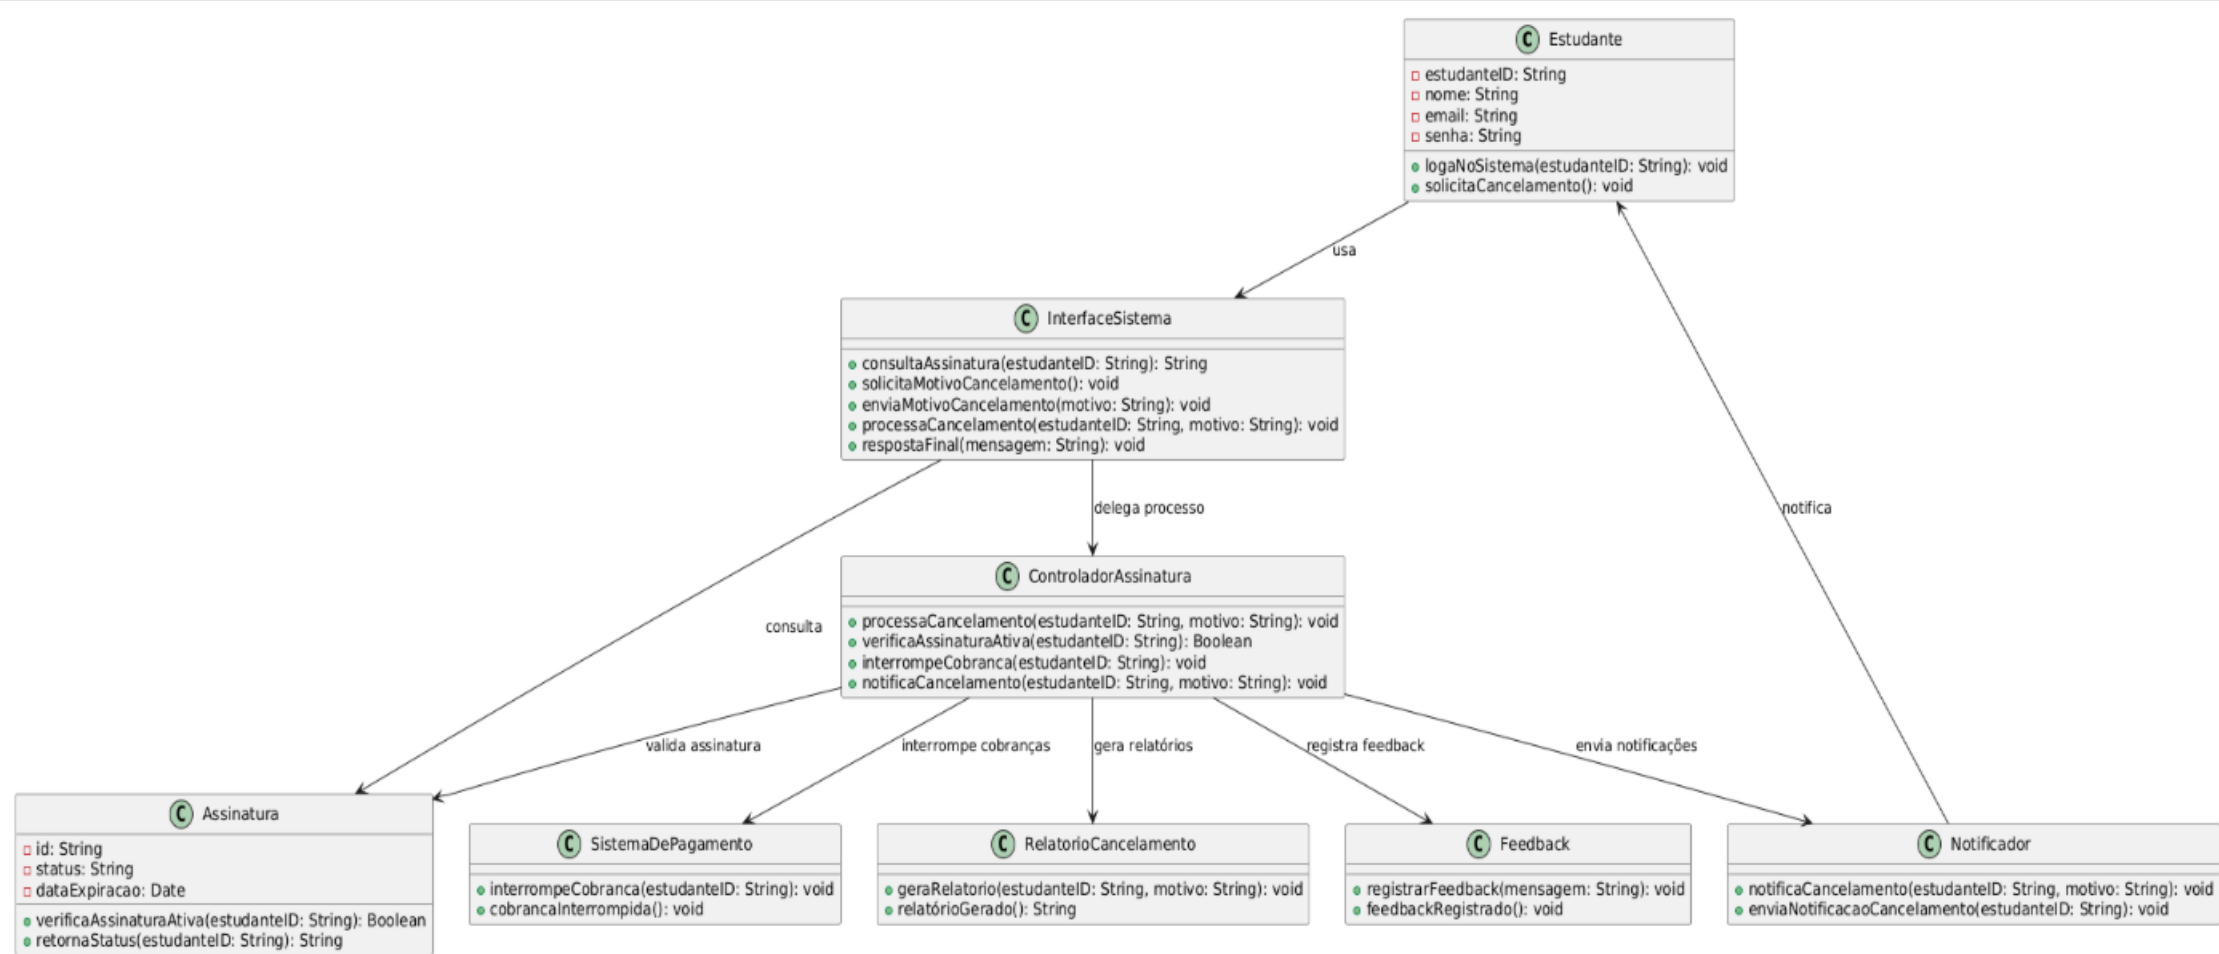 C Estudante
estudanteID: String
nome: String
email: String
senha: String
logaNoSistema(estudanteID: String): void
solicitaCancelamento(): void
usa
C InterfaceSistema
consultaAssinatura(estudanteID: String): String
solicitaMotivoCancelamento(): void
enviaMotivoCancelamento(motivo: String): void
processaCancelamento(estudanteID: String, motivo: String): void
respostaFinal(mensagem: String): void
delega processo
notifica
C ControladorAssinatura
processaCancelamento(estudanteID: String, motivo: String): void
verificaAssinaturaAtiva(estudanteID: String): Boolean
interrompeCobranca(estudanteID: String): void
notificaCancelamento(estudanteID: String, motivo: String): void
consulta
valida assinatura
interrompe cobranças
gera relatórios
registra feedback
envia notificações
C Assinatura
id: String
status: String
dataExpiracao: Date
verificaAssinaturaAtiva(estudanteID: String): Boolean
retornaStatus(estudanteID: String): String
C SistemaDePagamento
interrompeCobranca(estudanteID: String): void
cobrancaInterrompida(): void
C RelatorioCancelamento
geraRelatorio(estudanteID: String, motivo: String): void
relatórioGerado(): String
C Feedback
registrarFeedback(mensagem: String): void
feedbackRegistrado(): void
C Notificador
notificaCancelamento(estudanteID: String, motivo: String): void
enviaNotificacaoCancelamento(estudanteID: String): void